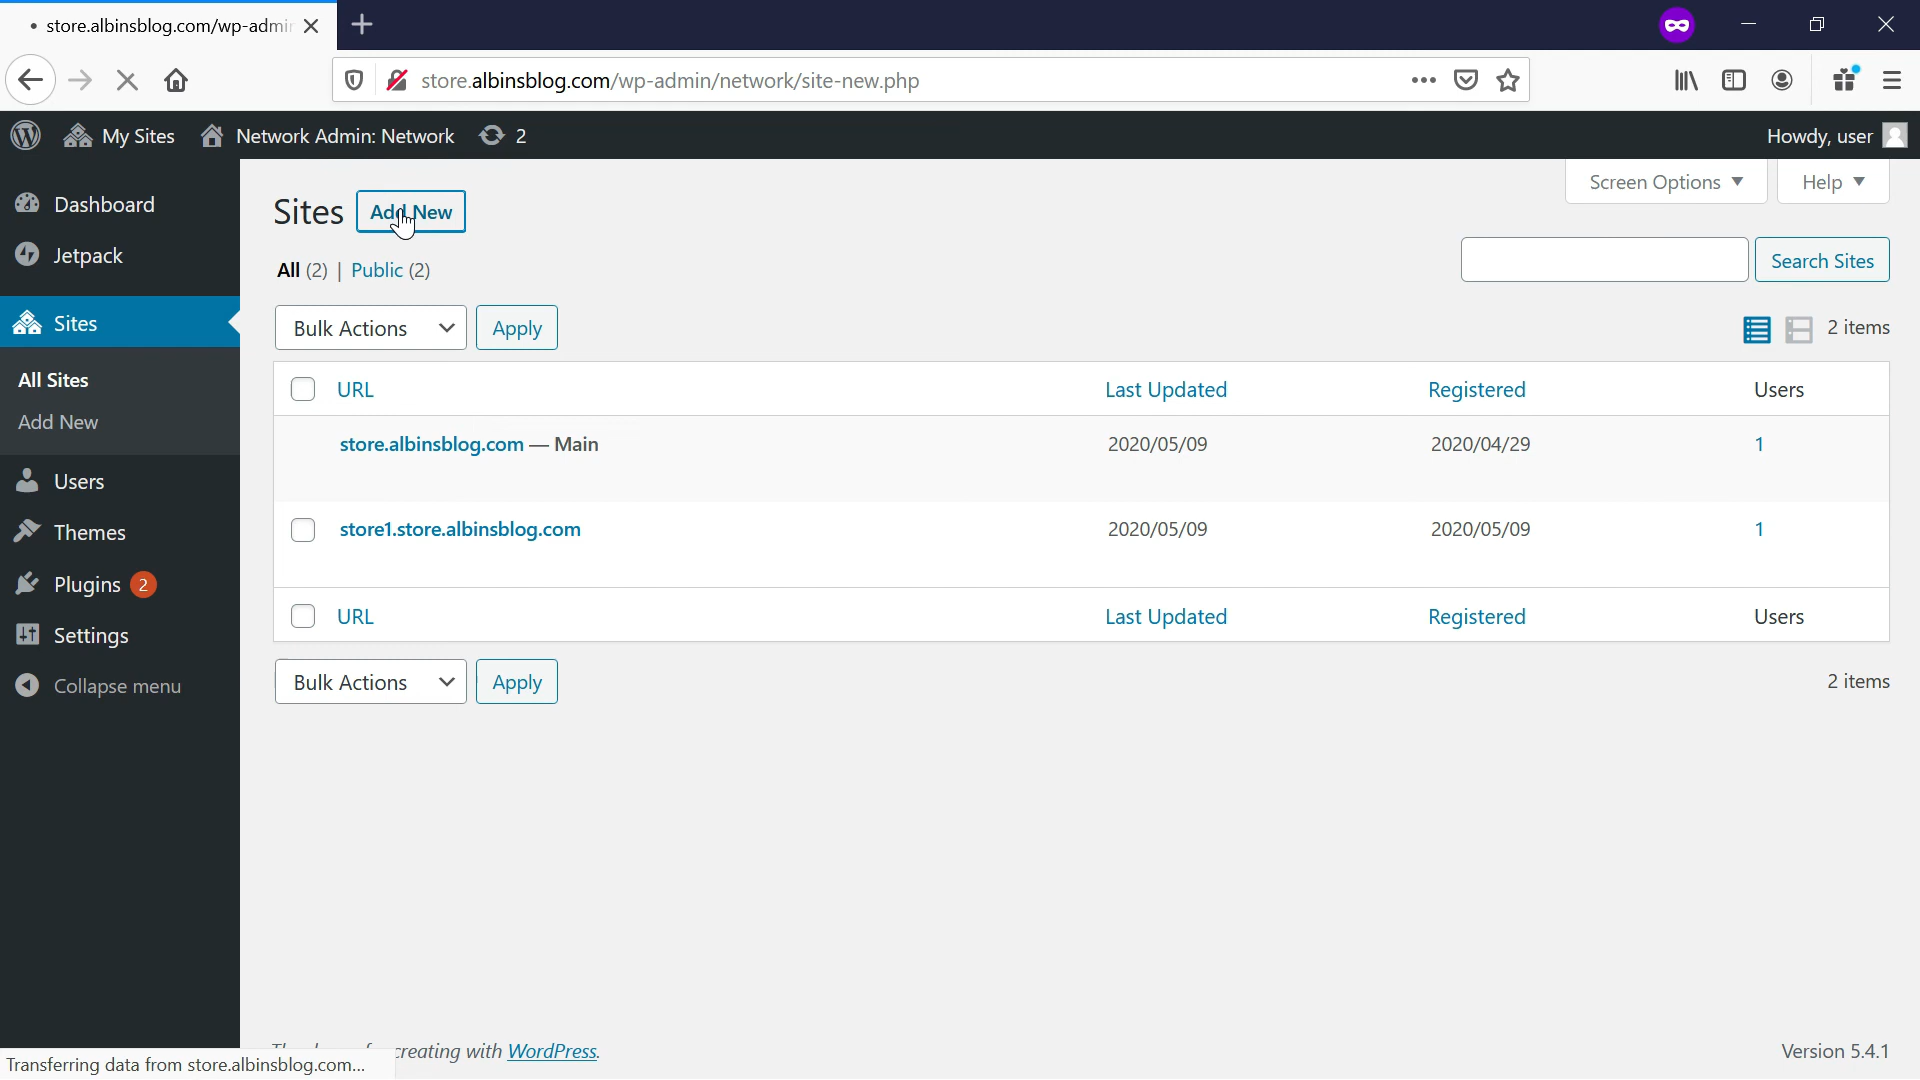 store.albinsblog.com/wp-admin
store.albinsblog.com/wp-admin/network/site-new.php
My Sites
Network Admin: Network
2
Howdy, user
Dashboard
Jetpack
Sites
All Sites
Add New
Users
Themes
Plugins 2
Settings
Collapse menu
Screen Options
Help
Sites
Add New
All (2) | Public (2)
Search Sites
Bulk Actions
Apply
2 items
URL Last Updated Registered Users
store.albinsblog.com — Main 2020/05/09 2020/04/29 1
store1.store.albinsblog.com 2020/05/09 2020/05/09 1
URL Last Updated Registered Users
Bulk Actions
Apply
2 items
creating with WordPress.
Version 5.4.1
Transferring data from store.albinsblog.com...